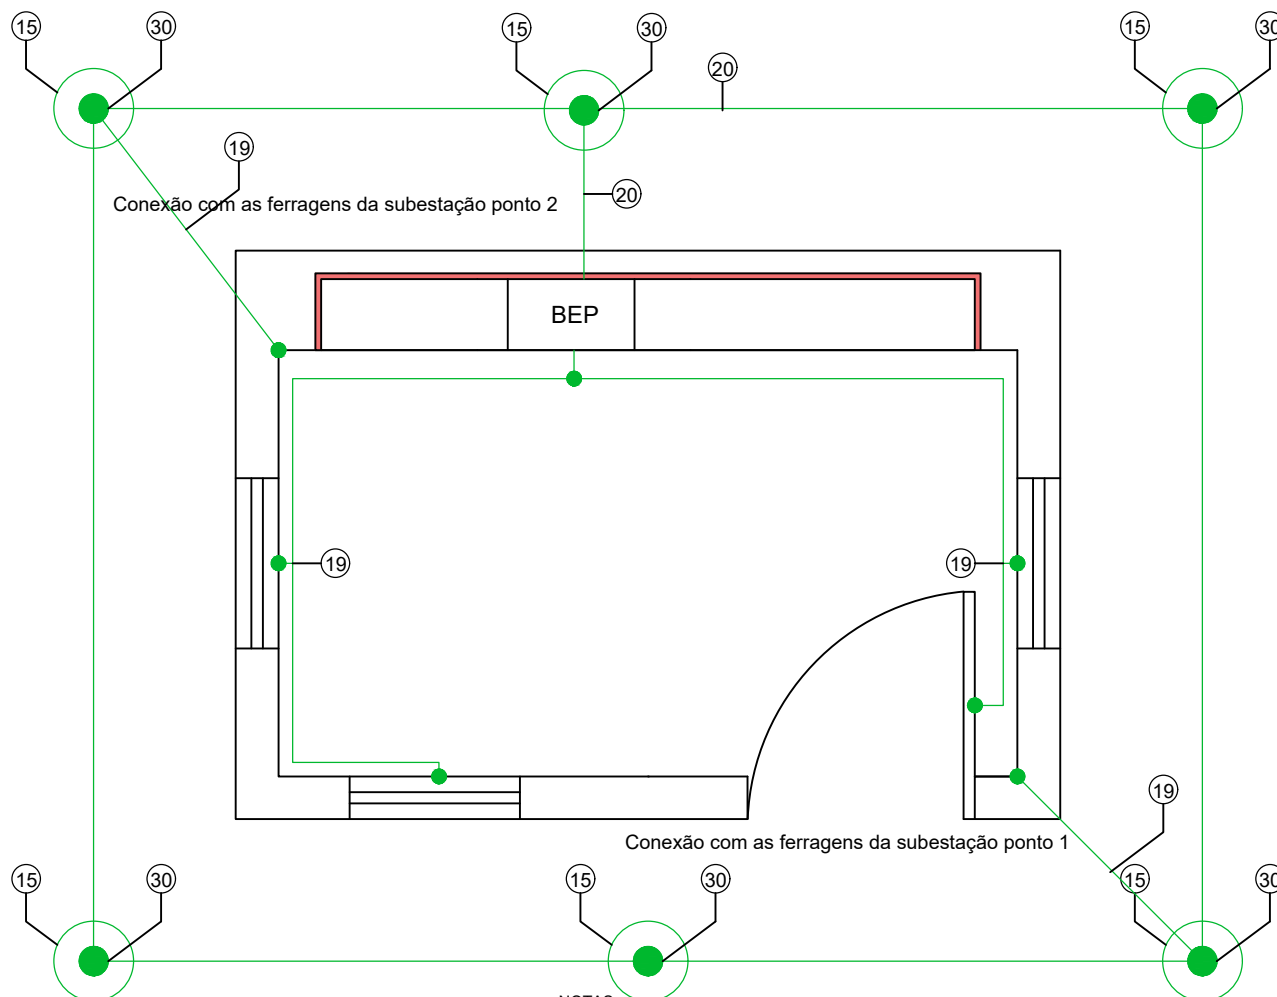 15 30 15 30 15 30
20
19
Conexão com as ferragens da subestação ponto 2
20
BEP
19 19
19
Conexão com as ferragens da subestação ponto 1
15 30 15 30 15 30